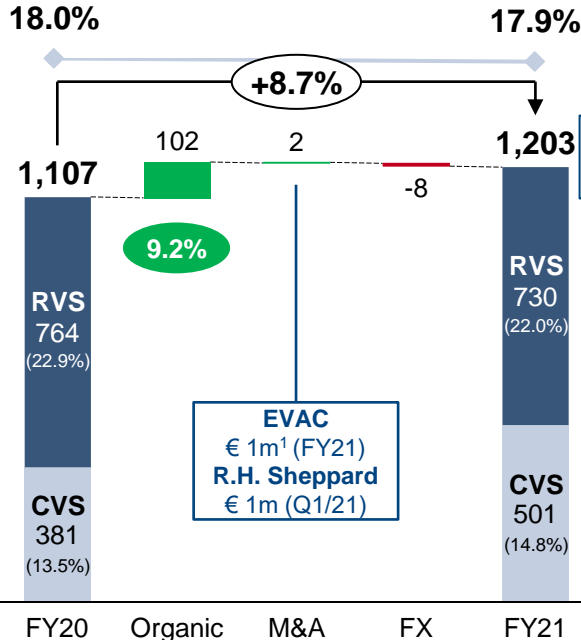 18.0%
17.9%
+8.7%
102
2
1,203
1,107
-8
9.2%
RVS
764
(22.9%)
RVS
730
(22.0%)
EVAC
€ 1m¹ (FY21)
R.H. Sheppard
€ 1m (Q1/21)
CVS
381
(13.5%)
CVS
501
(14.8%)
FY20 Organic M&A FX FY21